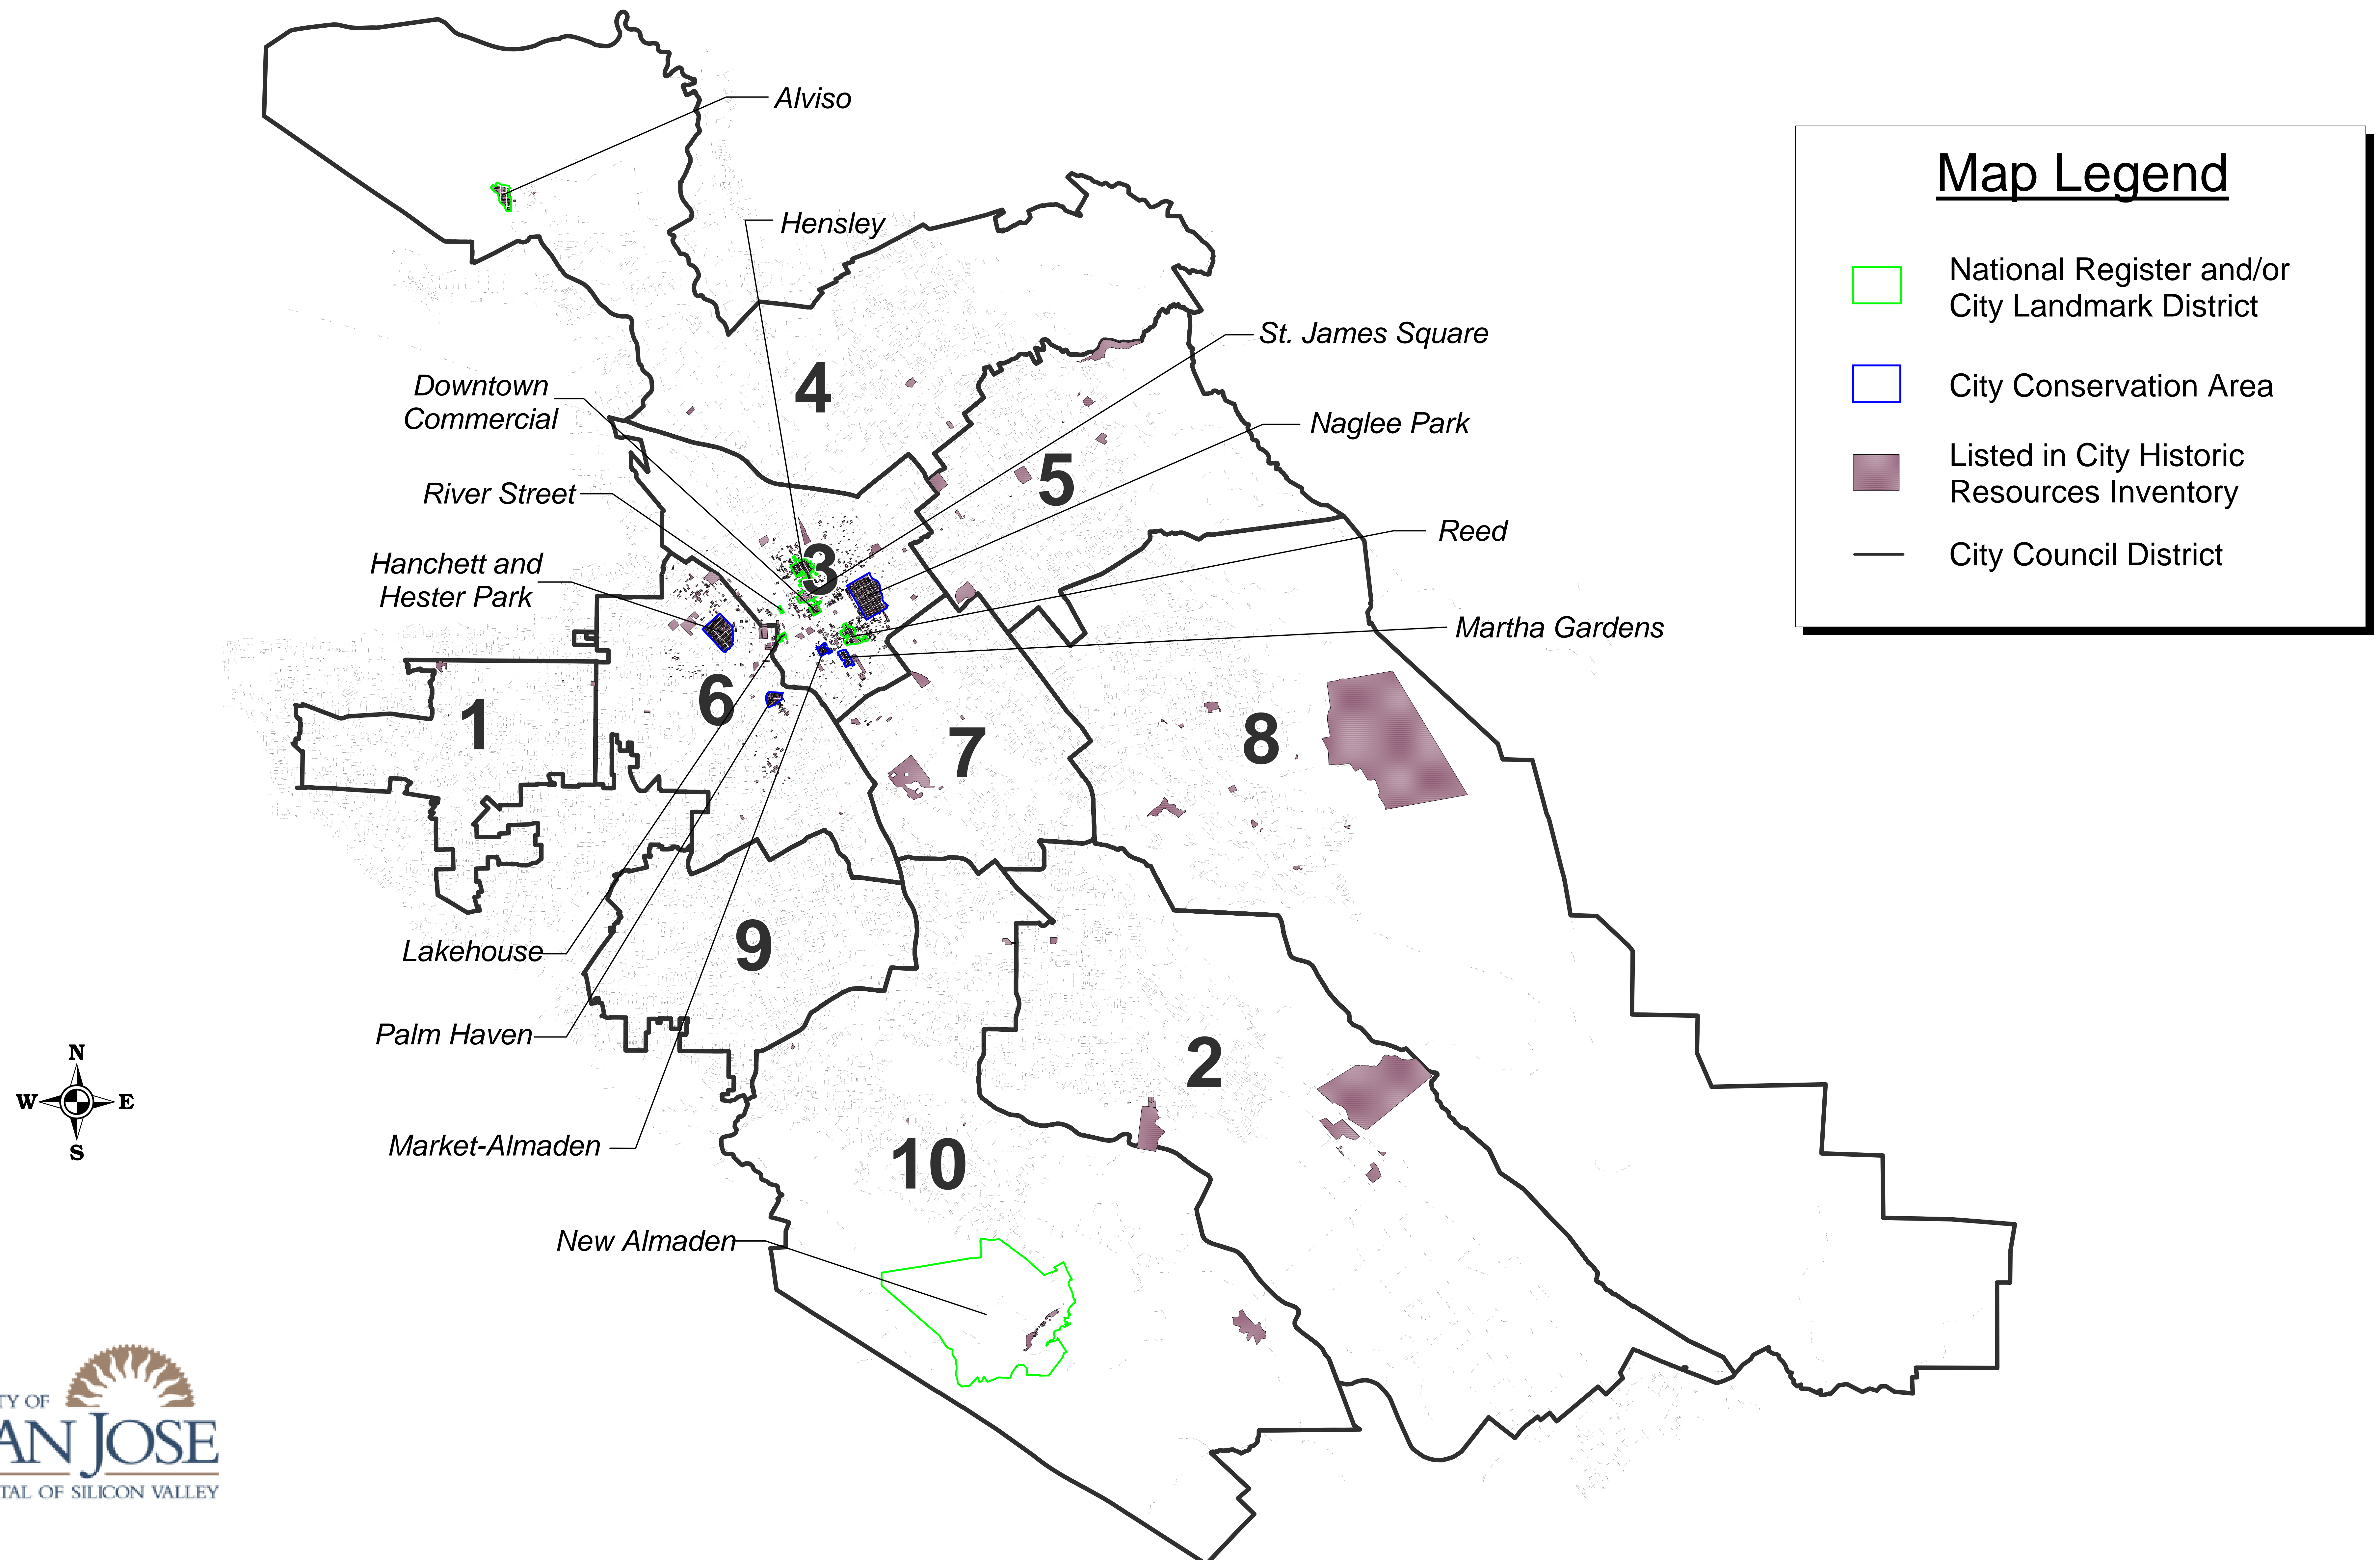 Alviso
Hensley
St. James Square
Downtown
Commercial
Naglee Park
River Street
Reed
Hanchett and
Hester Park
Martha Gardens
Lakehouse
Palm Haven
Market-Almaden
New Almaden
4
5
3
6
1
7
8
9
2
10
Map Legend
National Register and/or
City Landmark District
City Conservation Area
Listed in City Historic
Resources Inventory
City Council District
N
W
E
S
TY OF
AN JOSE
TAL OF SILICON VALLEY